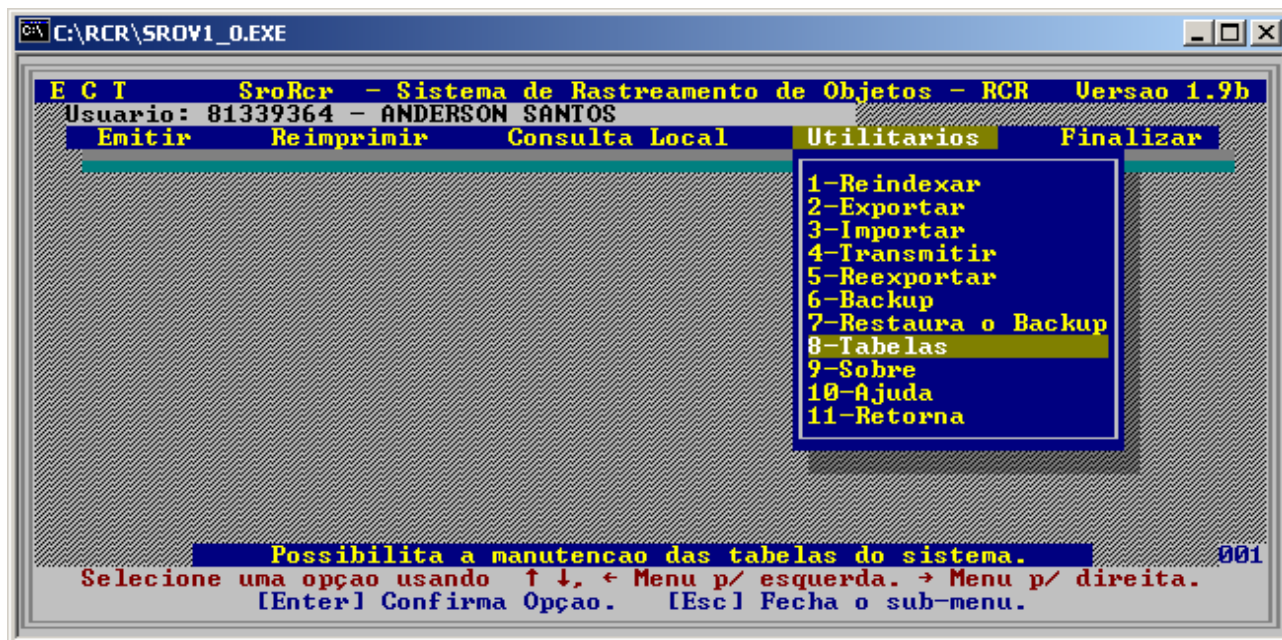 C:\RCR\SROV1_0.EXE
E C T SroRcr - Sistema de Rastreamento de Objetos - RCR Versao 1.9b
Usuario: 81339364 - ANDERSON SANTOS
Emitir Reimprimir Consulta Local Utilitarios Finalizar
1-Reindexar
2-Exportar
3-Importar
4-Transmitir
5-Reexportar
6-Backup
7-Restaura o Backup
8-Tabelas
9-Sobre
10-Ajuda
11-Retorna
Possibilita a manutencao das tabelas do sistema. 001
Selecione uma opçao usando ↑ ↓, ← Menu p/ esquerda. → Menu p/ direita.
[Enter] Confirma Opçao. [Esc] Fecha o sub-menu.